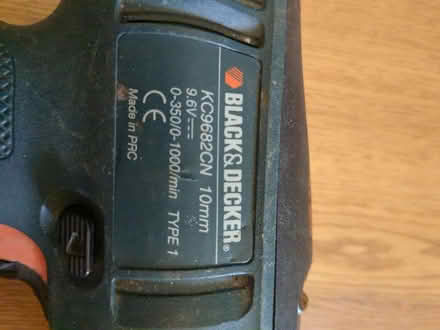 BLACK&DECKER®
KC9682CN 10mm
9.6V⎓
0-350/0-1000/min TYPE 1
CE
Made in PRC